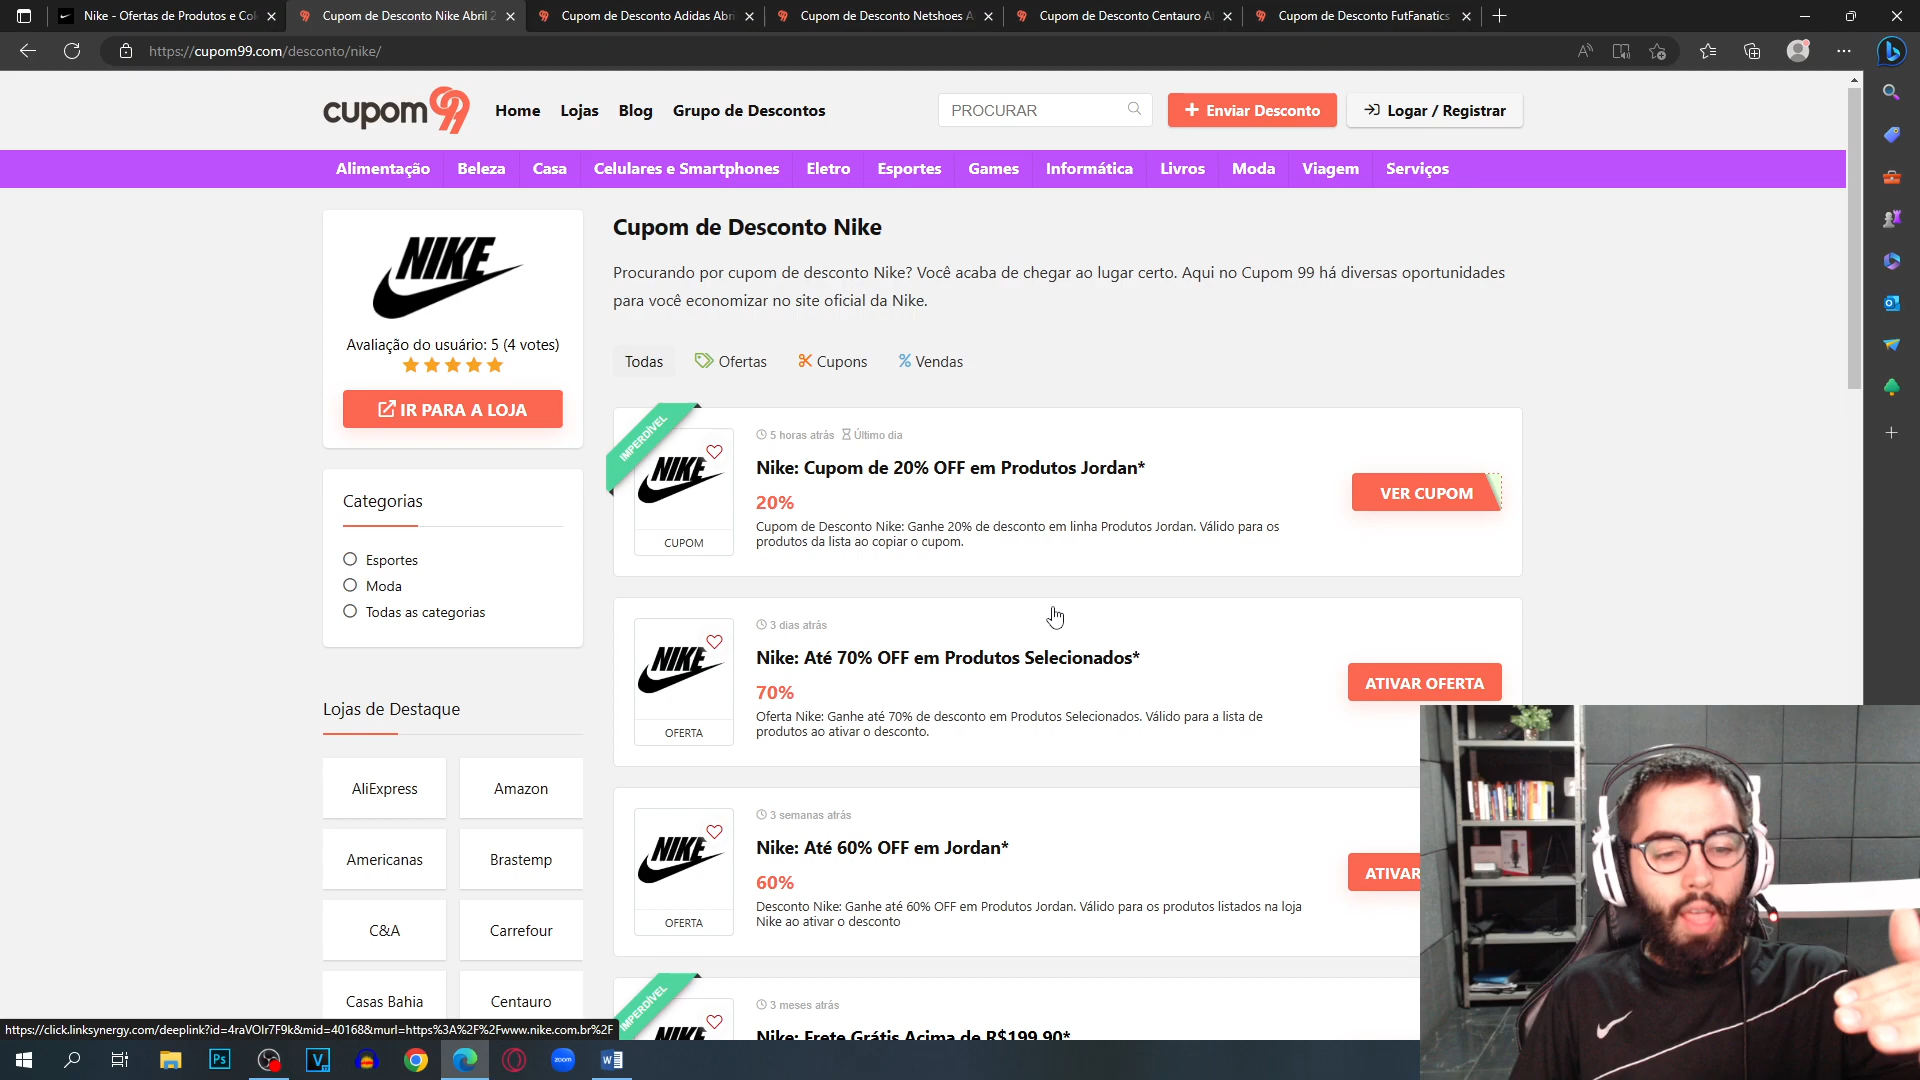 Nike - Ofertas de Produtos e Col
Cupom de Desconto Nike Abril 2
Cupom de Desconto Adidas Abri
Cupom de Desconto Netshoes A
Cupom de Desconto Centauro A
Cupom de Desconto FutFanatics
https://cupom99.com/desconto/nike/
cupom99
Home
Lojas
Blog
Grupo de Descontos
PROCURAR
Enviar Desconto
Logar / Registrar
Alimentação
Beleza
Casa
Celulares e Smartphones
Eletro
Esportes
Games
Informática
Livros
Moda
Viagem
Serviços
NIKE
Avaliação do usuário: 5 (4 votes)
IR PARA A LOJA
Categorias
Esportes
Moda
Todas as categorias
Lojas de Destaque
AliExpress
Amazon
Americanas
Brastemp
C&A
Carrefour
Casas Bahia
Centauro
Cupom de Desconto Nike
Procurando por cupom de desconto Nike? Você acaba de chegar ao lugar certo. Aqui no Cupom 99 há diversas oportunidades
para você economizar no site oficial da Nike.
Todas
Ofertas
Cupons
% Vendas
IMPERDÍVEL
NIKE
CUPOM
5 horas atrás
Último dia
Nike: Cupom de 20% OFF em Produtos Jordan*
20%
Cupom de Desconto Nike: Ganhe 20% de desconto em linha Produtos Jordan. Válido para os
produtos da lista ao copiar o cupom.
VER CUPOM
NIKE
OFERTA
3 dias atrás
Nike: Até 70% OFF em Produtos Selecionados*
70%
Oferta Nike: Ganhe até 70% de desconto em Produtos Selecionados. Válido para a lista de
produtos ao ativar o desconto.
ATIVAR OFERTA
NIKE
OFERTA
3 semanas atrás
Nike: Até 60% OFF em Jordan*
60%
Desconto Nike: Ganhe até 60% OFF em Produtos Jordan. Válido para os produtos listados na loja
Nike ao ativar o desconto
ATIVAR
IMPERDÍVEL
NIKE
3 meses atrás
Nike: Frete Grátis Acima de R$199,90*
https://click.linksynergy.com/deeplink?id=4raVOIr7F9k&mid=40168&murl=https%3A%2F%2Fwww.nike.com.br%2F
Ps
V
zoom
W